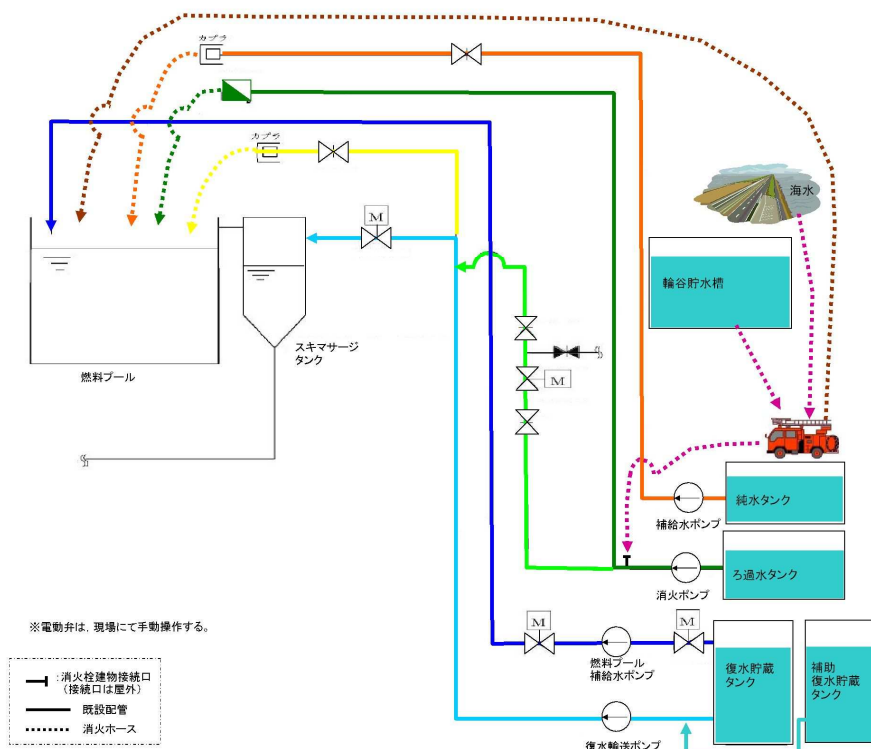 カプラ
カプラ
M
海水
輪谷貯水槽
スキマサージ
タンク
燃料プール
M
純水タンク
補給水ポンプ
ろ過水タンク
消火ポンプ
※電動弁は，現場にて手動操作する。
M
M
燃料プール
補給水ポンプ
復水貯蔵
タンク
補助
復水貯蔵
タンク
:消火栓建物接続口
（接続口は屋外）
既設配管
消火ホース
復水輸送ポンプ